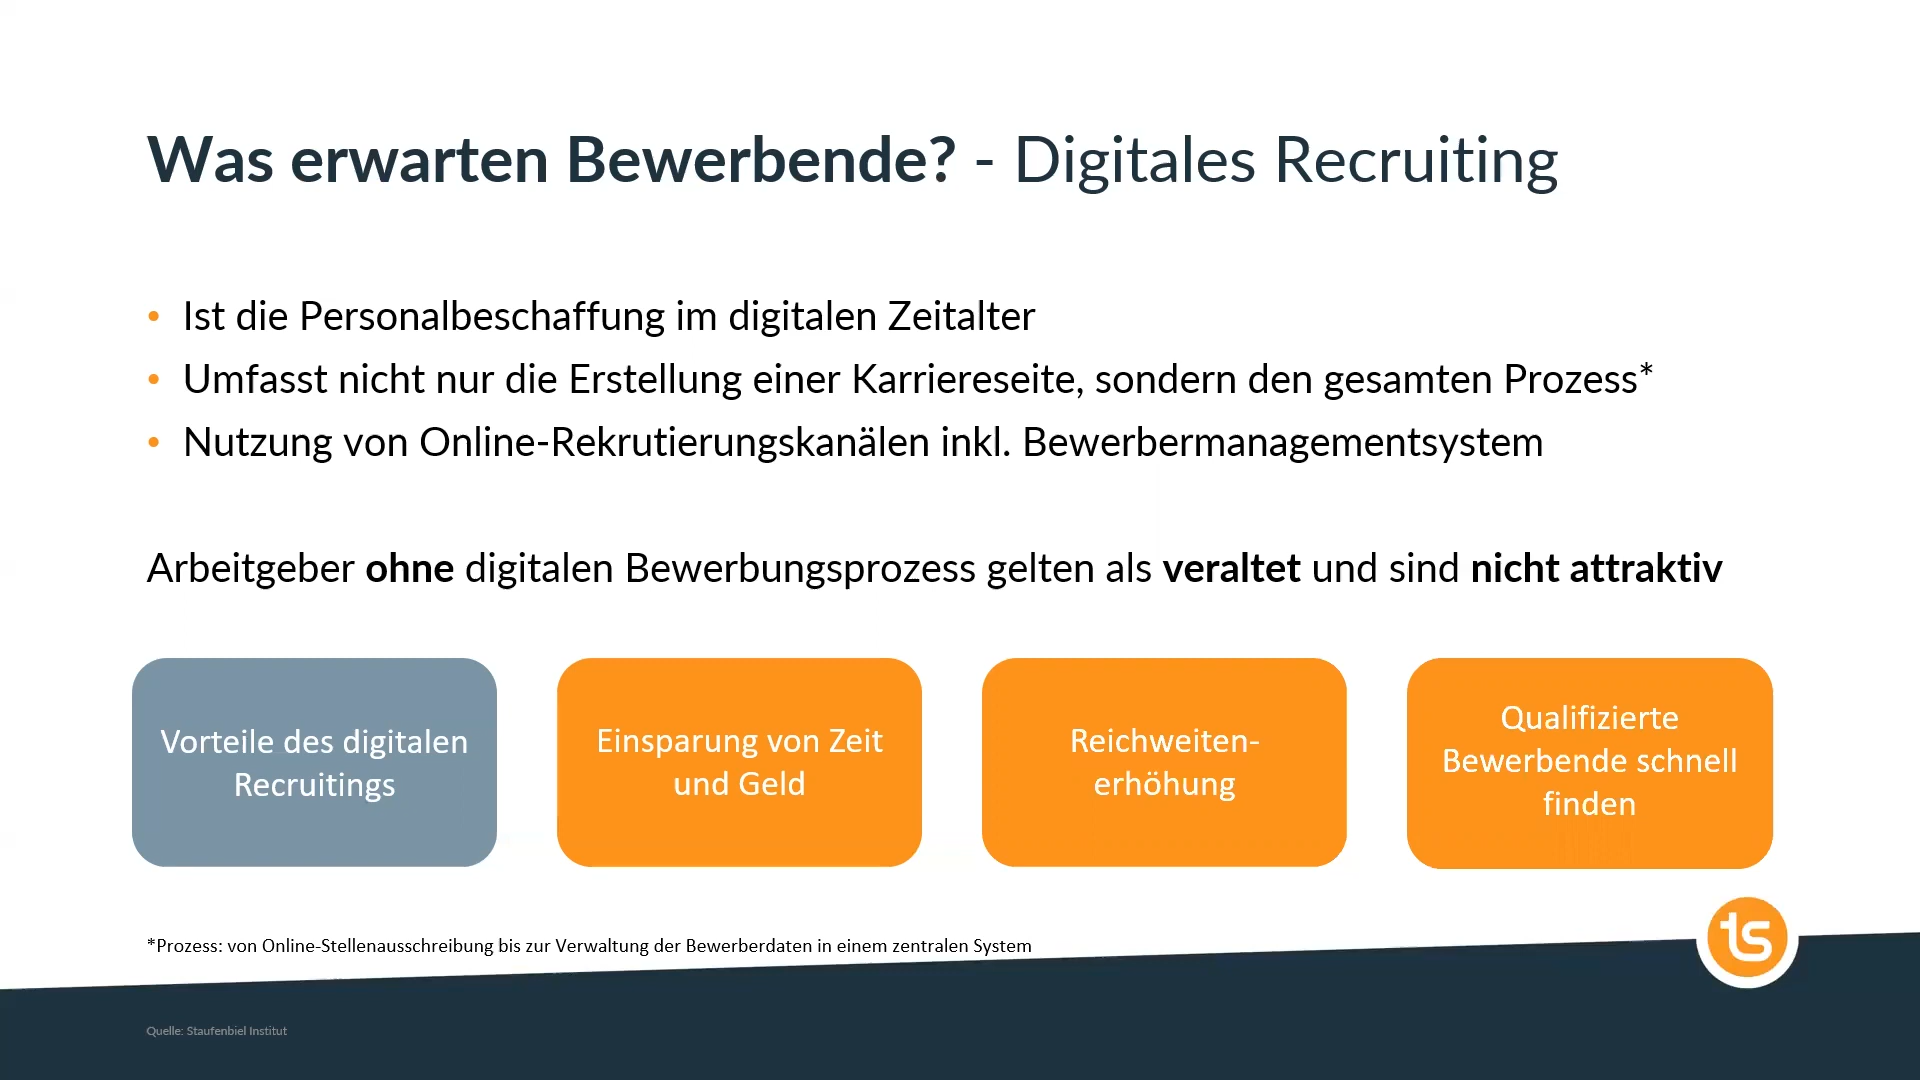 Was erwarten Bewerbende? - Digitales Recruiting
• Ist die Personalbeschaffung im digitalen Zeitalter
• Umfasst nicht nur die Erstellung einer Karriereseite, sondern den gesamten Prozess*
• Nutzung von Online-Rekrutierungskanälen inkl. Bewerbermanagementsystem
Arbeitgeber ohne digitalen Bewerbungsprozess gelten als veraltet und sind nicht attraktiv
Vorteile des digitalen
Recruitings
Einsparung von Zeit
und Geld
Reichweiten-
erhöhung
Qualifizierte
Bewerbende schnell
finden
*Prozess: von Online-Stellenausschreibung bis zur Verwaltung der Bewerberdaten in einem zentralen System
ts
Quelle: Staufenbiel Institut